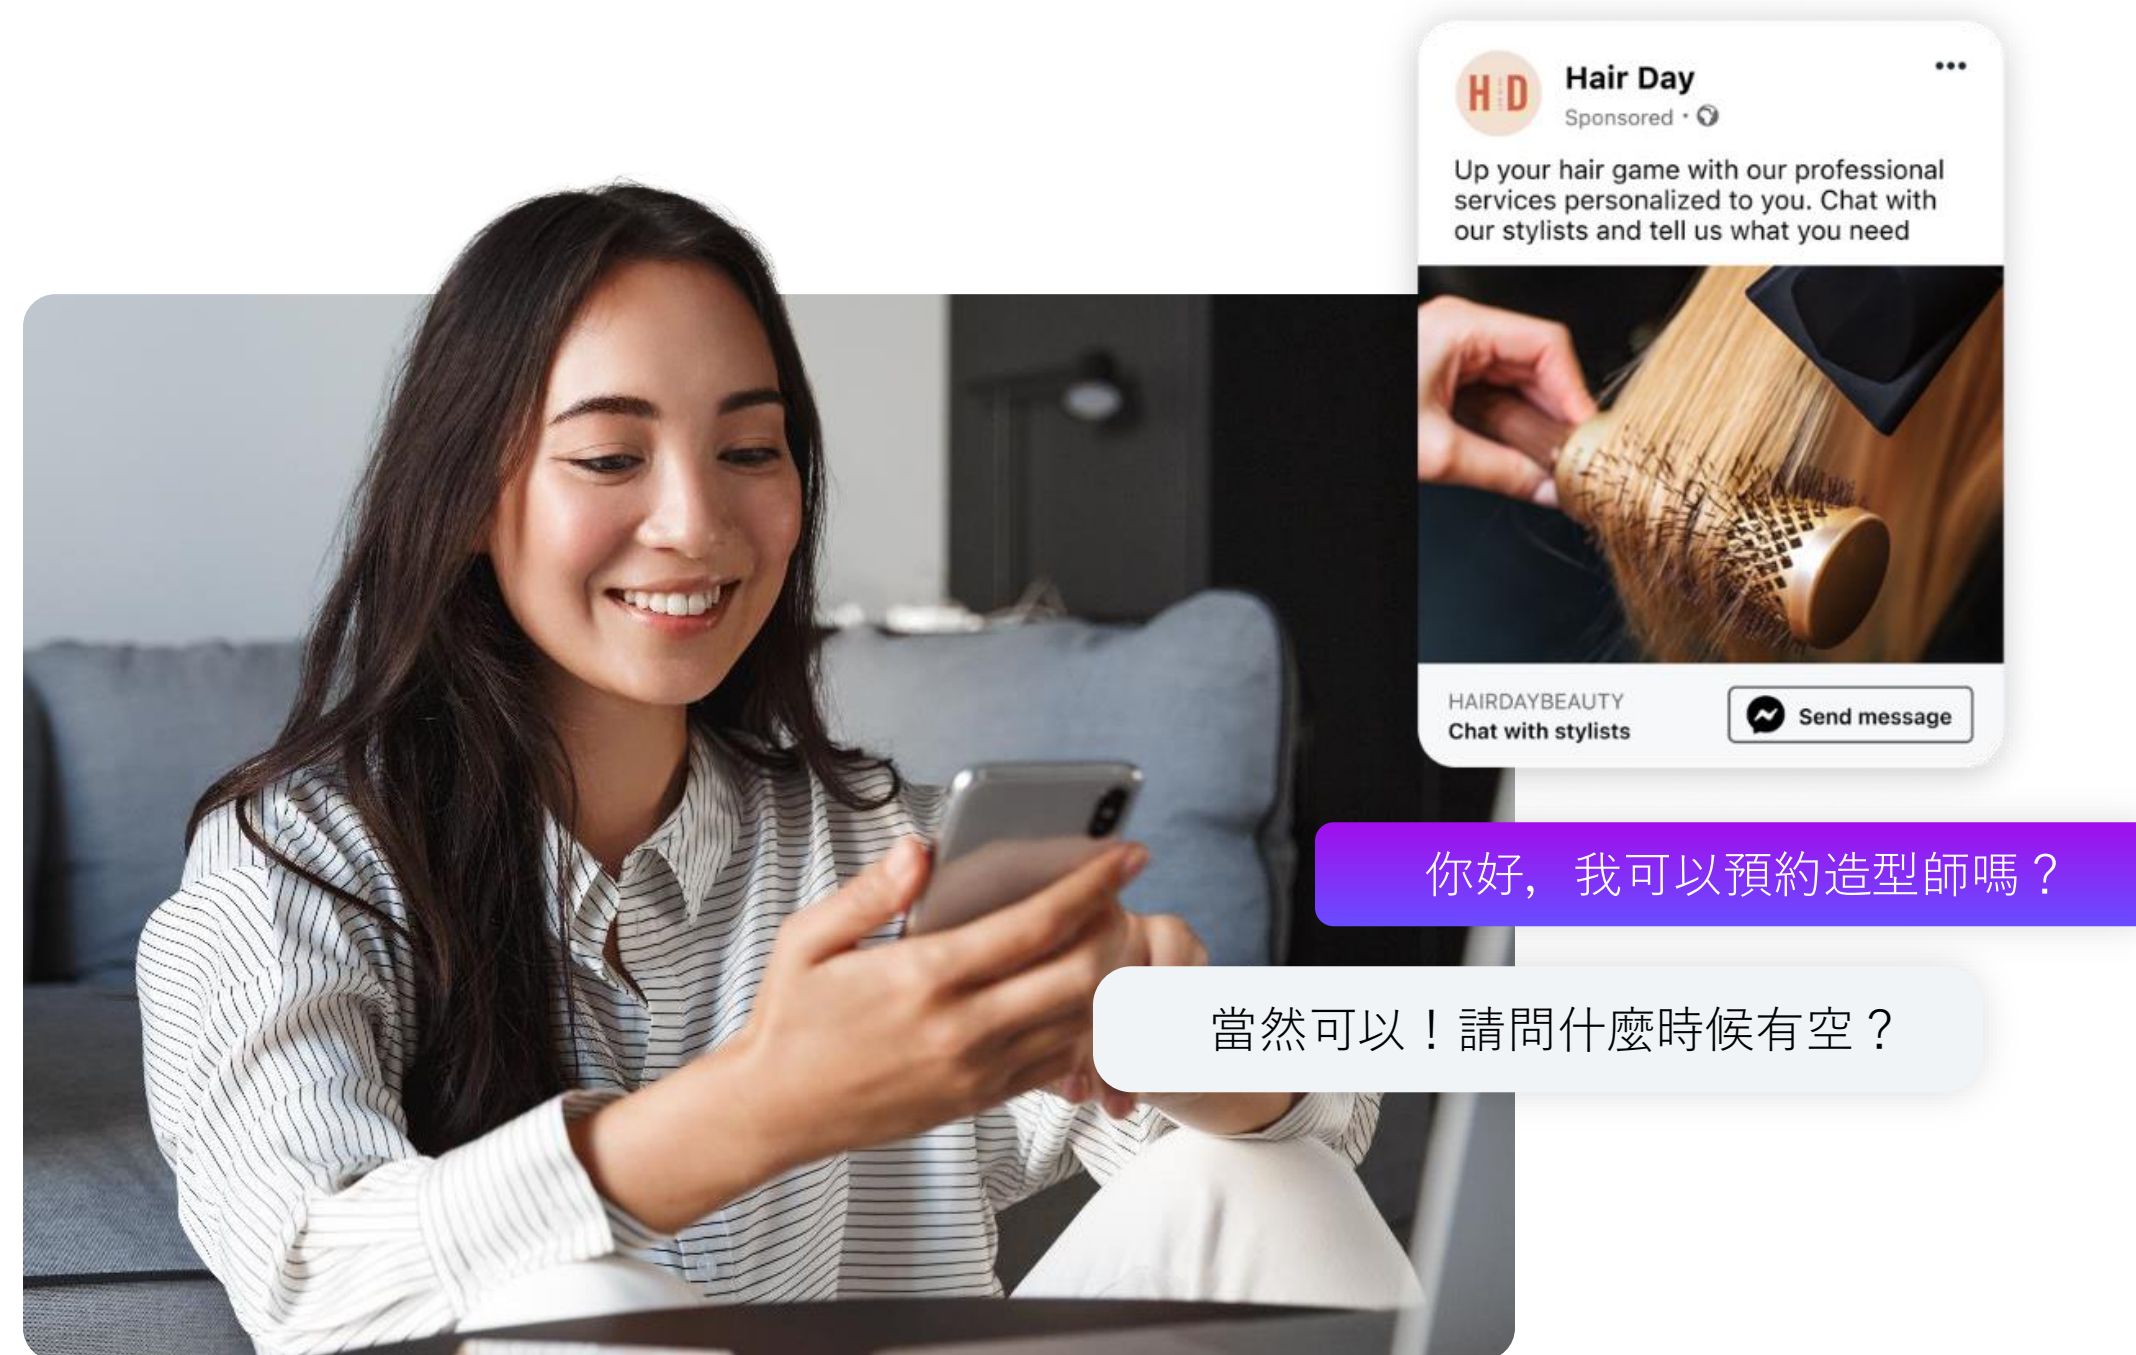 HD
Hair Day
Sponsored ·
Up your hair game with our professional
services personalized to you. Chat with
our stylists and tell us what you need
HAIRDAYBEAUTY
Chat with stylists
Send message
你好，我可以預約造型師嗎？
當然可以！請問什麼時候有空？